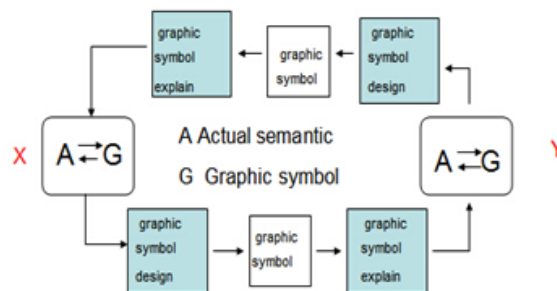 graphic
symbol
explain
graphic
symbol
graphic
symbol
design
X
A⇄G
A Actual semantic
G Graphic symbol
A⇄G
Y
graphic
symbol
design
graphic
symbol
graphic
symbol
explain